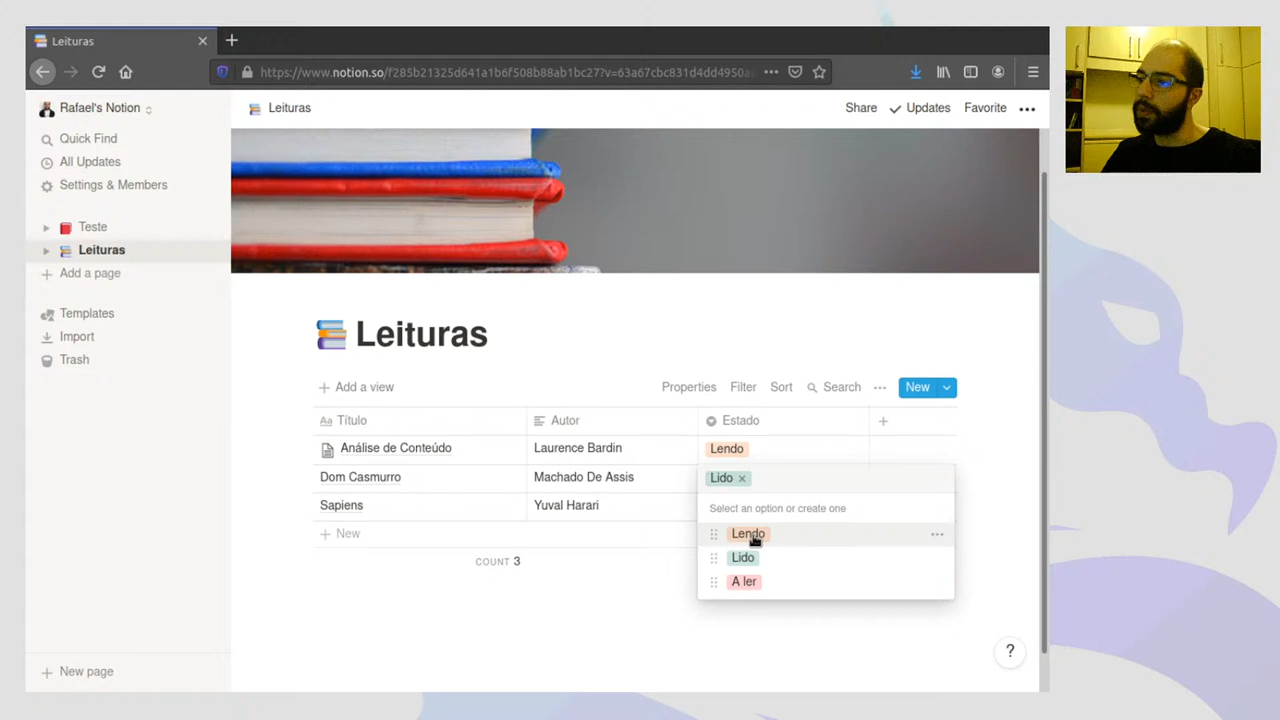 Leituras
https://www.notion.so/f285b21325d641a1b6f508b88ab1bc27?v=63a67cbc831d4dd4950a
Rafael's Notion
Leituras
Share
Updates
Favorite
Quick Find
All Updates
Settings & Members
Teste
Leituras
Add a page
Templates
Import
Trash
New page
Leituras
Add a view
Properties
Filter
Sort
Search
New
Aa Título
Autor
Estado
Análise de Conteúdo
Laurence Bardin
Lendo
Dom Casmurro
Machado De Assis
Lido
Sapiens
Yuval Harari
Select an option or create one
New
Lendo
COUNT 3
Lido
A ler
?